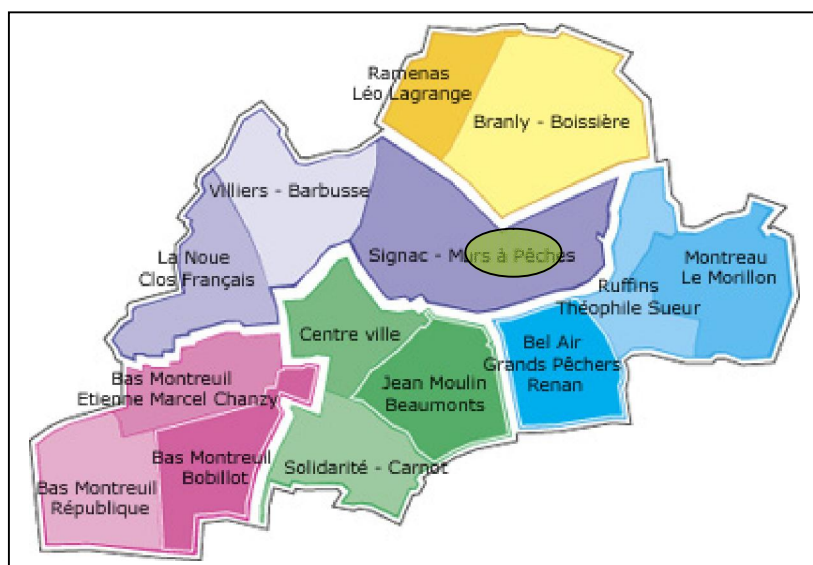 Ramenas
Léo Lagrange
Branly - Boissière
Villiers - Barbusse
La Noue
Clos Français
Signac - Murs à Pêches
Montreau
Le Morillon
Ruffins
Théophile Sueur
Centre ville
Bel Air
Grands Pêchers
Renan
Jean Moulin
Beaumonts
Bas Montreuil
Etienne Marcel Chanzy
Bas Montreuil
Bobillot
Solidarité - Carnot
Bas Montreuil
République